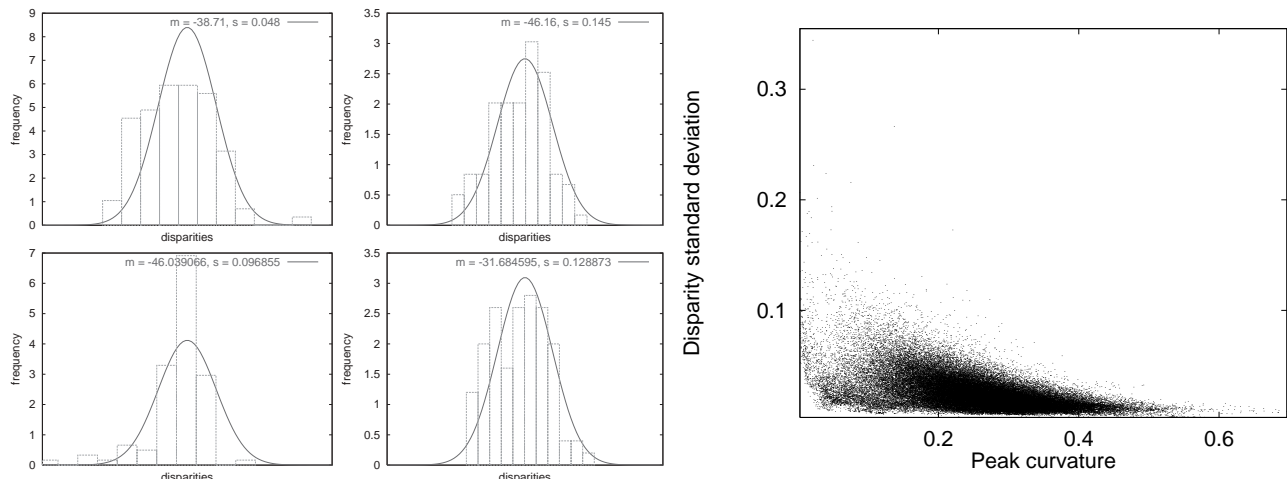 m = -38.71, s = 0.048
9
8
7
6
5
4
3
2
1
0
frequency
disparities
m = -46.16, s = 0.145
3.5
3
2.5
2
1.5
1
0.5
0
frequency
disparities
m = -46.039066, s = 0.096855
7
6
5
4
3
2
1
0
frequency
disparities
m = -31.684595, s = 0.128873
3.5
3
2.5
2
1.5
1
0.5
0
frequency
disparities
Disparity standard deviation
0.3
0.2
0.1
0.2 0.4 0.6
Peak curvature